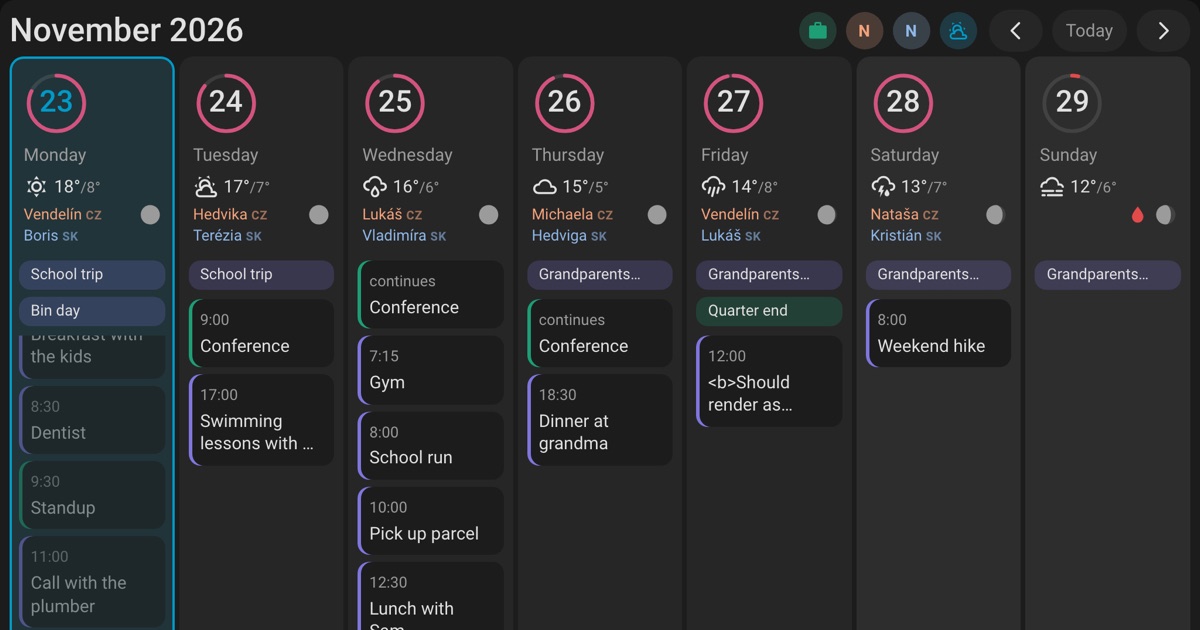 November 2026
N
N
Today
23
Monday
18°/8°
Vendelín CZ
Boris SK
School trip
Bin day
Breakfast with
the kids
8:30
Dentist
9:30
Standup
11:00
Call with the
plumber
24
Tuesday
17°/7°
Hedvika CZ
Terézia SK
School trip
9:00
Conference
17:00
Swimming
lessons with ...
25
Wednesday
16°/6°
Lukáš CZ
Vladimíra SK
continues
Conference
7:15
Gym
8:00
School run
10:00
Pick up parcel
12:30
Lunch with
Sam
26
Thursday
15°/5°
Michaela CZ
Hedviga SK
Grandparents...
continues
Conference
18:30
Dinner at
grandma
27
Friday
14°/8°
Vendelín CZ
Lukáš SK
Grandparents...
Quarter end
12:00
<b>Should
render as...
28
Saturday
13°/7°
Nataša CZ
Kristián SK
Grandparents...
8:00
Weekend hike
29
Sunday
12°/6°
Grandparents...